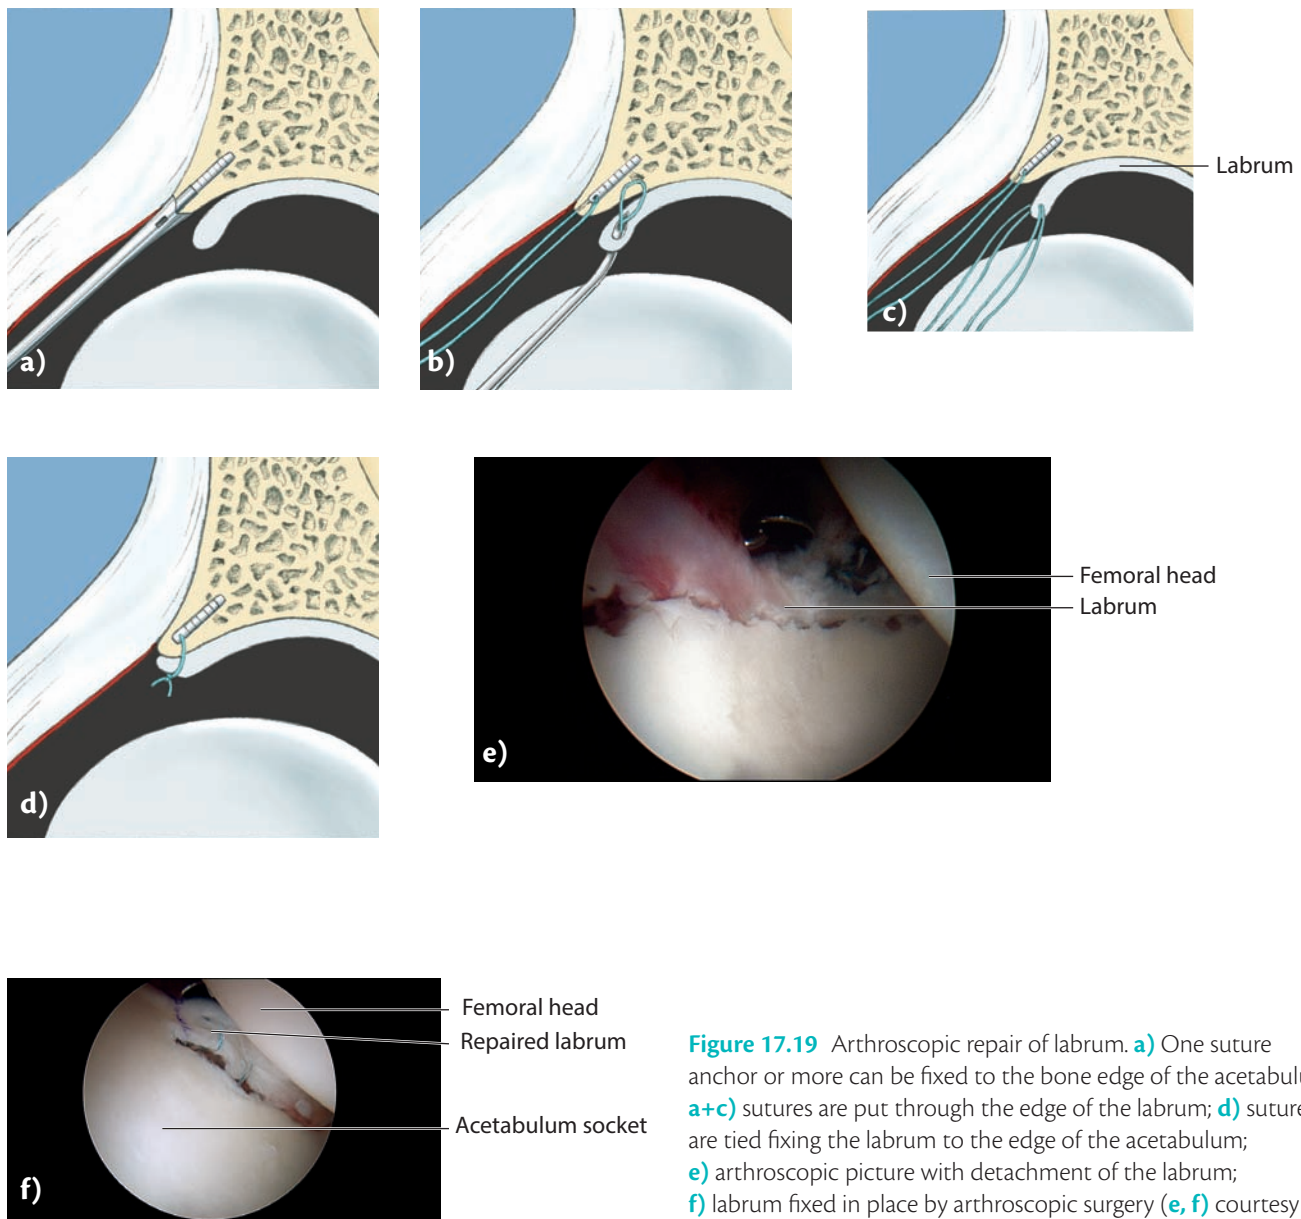 a)
b)
c)
Labrum
d)
e)
Femoral head
Labrum
f)
Femoral head
Repaired labrum
Acetabulum socket
Figure 17.19 Arthroscopic repair of labrum. a) One suture
anchor or more can be fixed to the bone edge of the
a+c) sutures are put through the edge of the labrum; d)
are tied fixing the labrum to the edge of the acetabulum;
e) arthroscopic picture with detachment of the labrum;
f) labrum fixed in place by arthroscopic surgery (e, f) courtesy